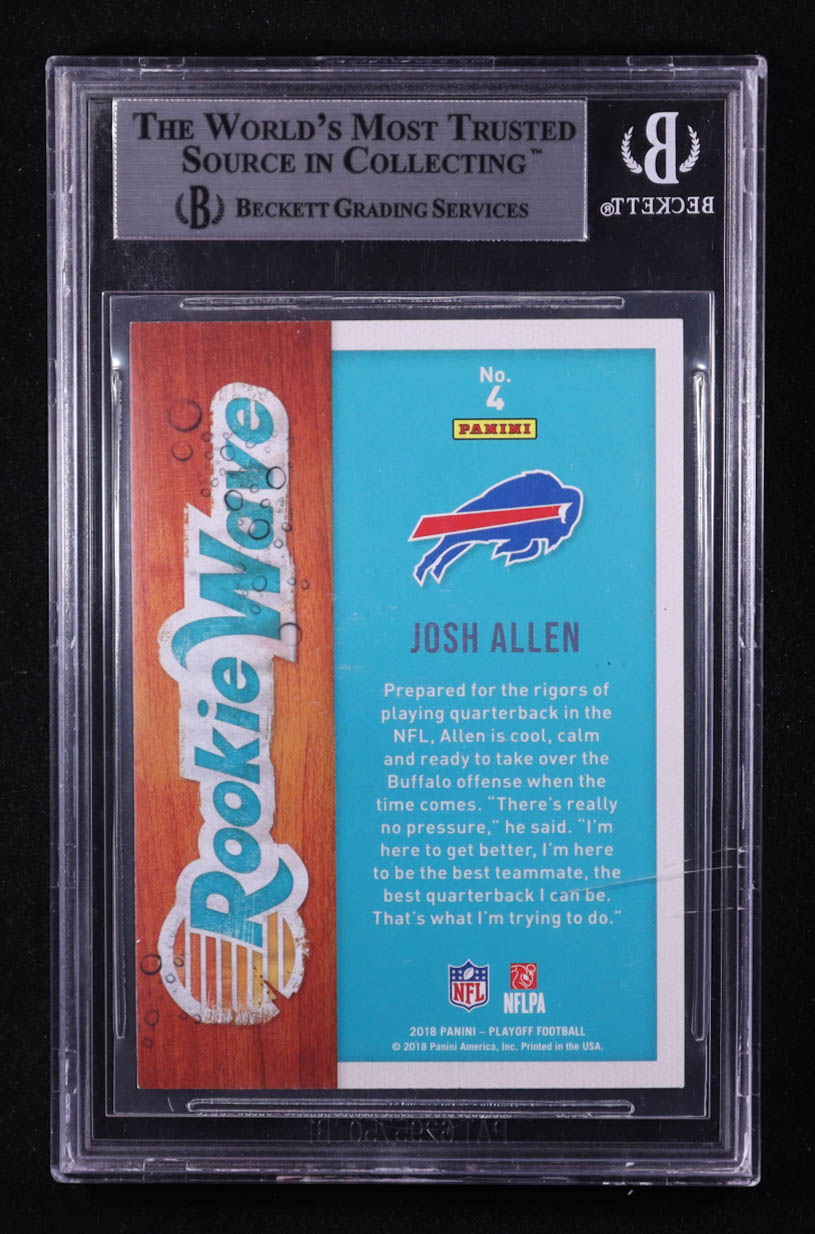 THE WORLD'S MOST TRUSTED
SOURCE IN COLLECTING™
B BECKETT GRADING SERVICES
B
BECKETT®
Rookie Wave
No.
4
PANINI
JOSH ALLEN
Prepared for the rigors of
playing quarterback in the
NFL, Allen is cool, calm
and ready to take over the
Buffalo offense when the
time comes. “There's really
no pressure,” he said. “I'm
here to get better, I'm here
to be the best teammate, the
best quarterback I can be.
That's what I'm trying to do.”
NFL
NFLPA
2018 PANINI – PLAYOFF FOOTBALL
© 2018 Panini America, Inc. Printed in the USA.